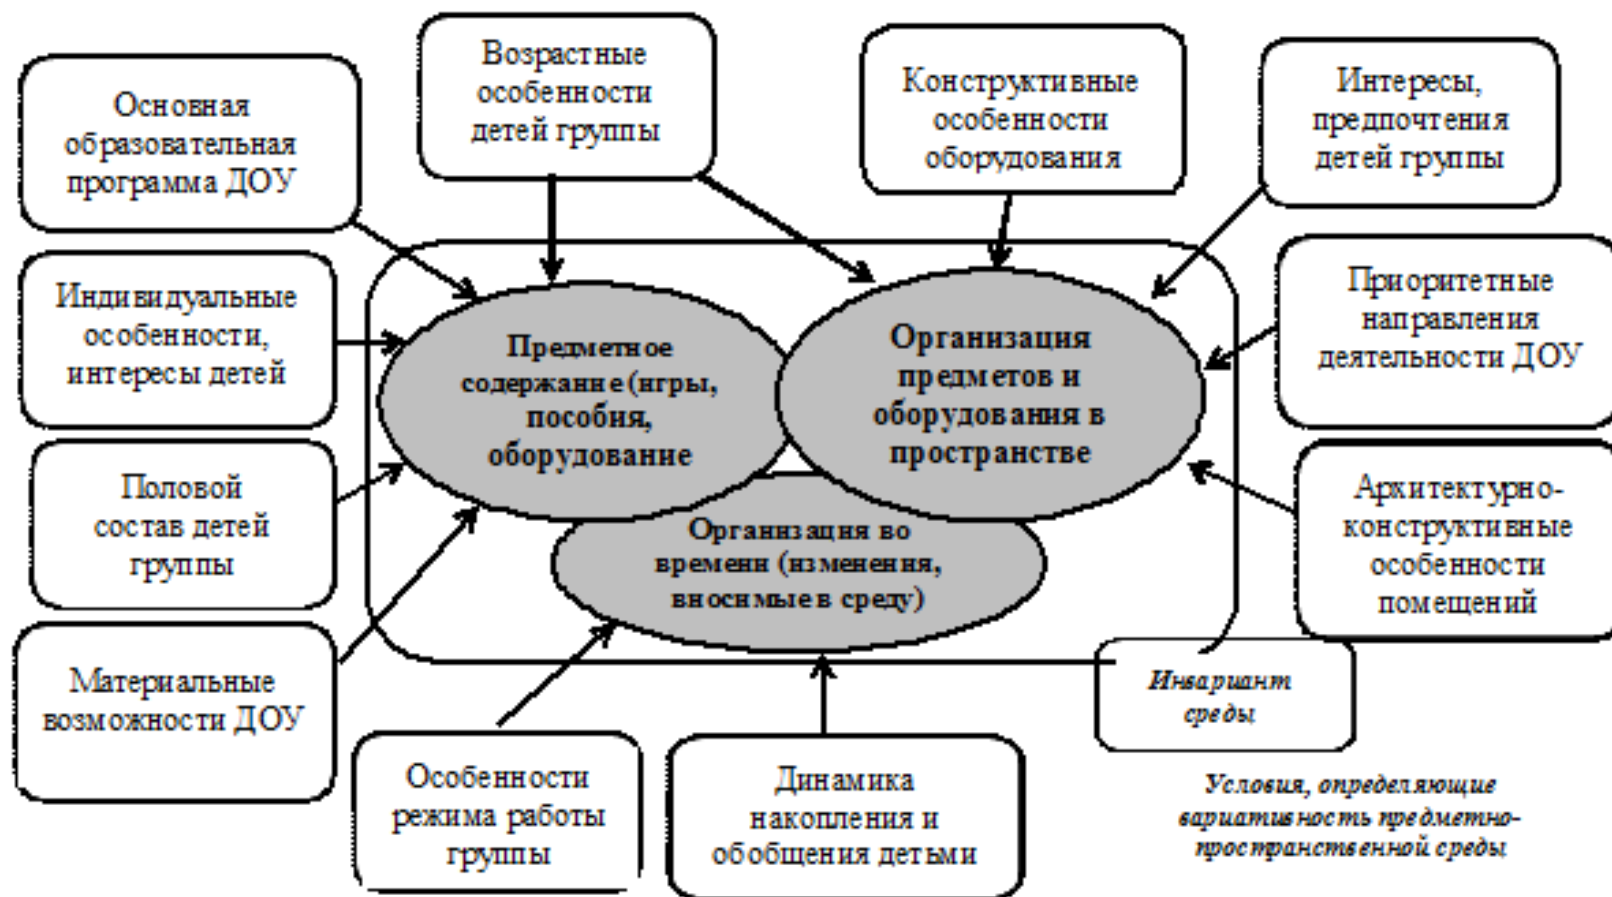 Основная
образовательная
программа ДОУ
Возрастные
особенности
детей группы
Конструктивные
особенности
оборудования
Интересы,
предпочтения
детей группы
Индивидуальные
особенности,
интересы детей
Предметное
содержание (игры,
пособия,
оборудование
Организация
предметов и
оборудования в
пространстве
Приоритетные
направления
деятельности ДОУ
Половой
состав детей
группы
Организация во
времени (изменения,
вносимые в среду)
Архитектурно-
конструктивные
особенности
помещений
Материальные
возможности ДОУ
Инвариант
среды
Особенности
режима работы
группы
Динамика
накопления и
обобщения детьми
Условия, определяющие
вариативность предметно-
пространственной среды